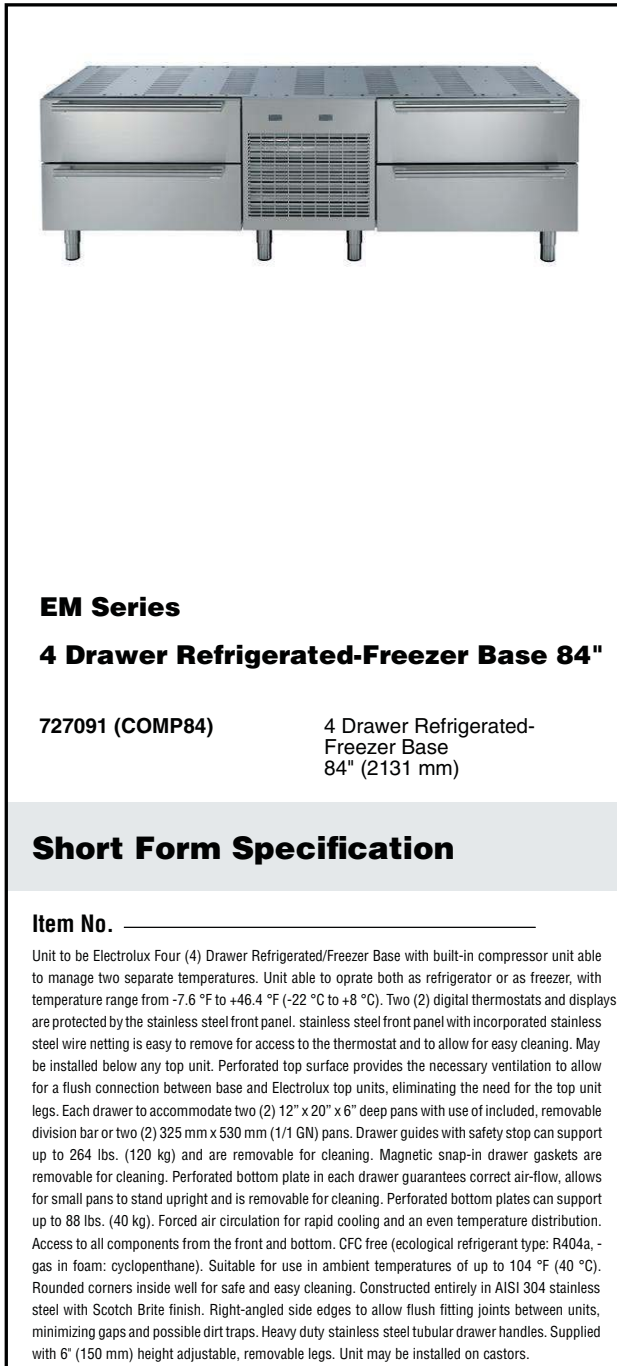 EM Series
4 Drawer Refrigerated-Freezer Base 84"
727091 (COMP84)
4 Drawer Refrigerated-
Freezer Base
84" (2131 mm)
Short Form Specification
Item No.
Unit to be Electrolux Four (4) Drawer Refrigerated/Freezer Base with built-in compressor unit able
to manage two separate temperatures. Unit able to oprate both as refrigerator or as freezer, with
temperature range from -7.6 °F to +46.4 °F (-22 °C to +8 °C). Two (2) digital thermostats and displays
are protected by the stainless steel front panel. stainless steel front panel with incorporated stainless
steel wire netting is easy to remove for access to the thermostat and to allow for easy cleaning. May
be installed below any top unit. Perforated top surface provides the necessary ventilation to allow
for a flush connection between base and Electrolux top units, eliminating the need for the top unit
legs. Each drawer to accommodate two (2) 12” x 20” x 6” deep pans with use of included, removable
division bar or two (2) 325 mm x 530 mm (1/1 GN) pans. Drawer guides with safety stop can support
up to 264 lbs. (120 kg) and are removable for cleaning. Magnetic snap-in drawer gaskets are
removable for cleaning. Perforated bottom plate in each drawer guarantees correct air-flow, allows
for small pans to stand upright and is removable for cleaning. Perforated bottom plates can support
up to 88 lbs. (40 kg). Forced air circulation for rapid cooling and an even temperature distribution.
Access to all components from the front and bottom. CFC free (ecological refrigerant type: R404a, -
gas in foam: cyclopenthane). Suitable for use in ambient temperatures of up to 104 °F (40 °C).
Rounded corners inside well for safe and easy cleaning. Constructed entirely in AISI 304 stainless
steel with Scotch Brite finish. Right-angled side edges to allow flush fitting joints between units,
minimizing gaps and possible dirt traps. Heavy duty stainless steel tubular drawer handles. Supplied
with 6" (150 mm) height adjustable, removable legs. Unit may be installed on castors.